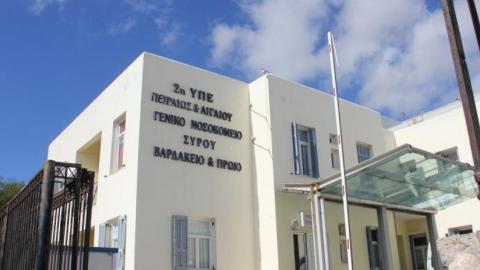 2η ΥΠΕ
ΠΕΙΡΑΙΩΣ & ΑΙΓΑΙΟΥ
ΓΕΝΙΚΟ ΝΟΣΟΚΟΜΕΙΟ
ΣΥΡΟΥ
ΒΑΡΔΑΚΕΙΟ & ΠΡΩΙΟ